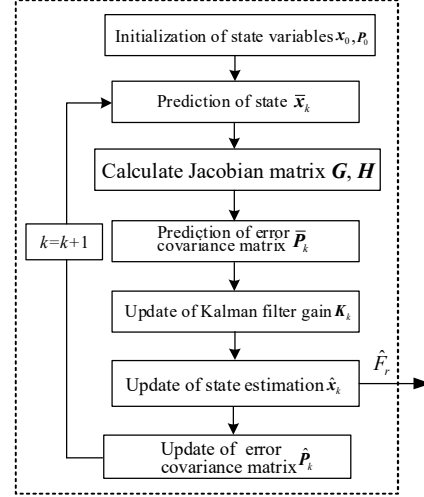 Initialization of state variables x₀, P₀
Prediction of state x̄ₖ
Calculate Jacobian matrix G, H
Prediction of error
covariance matrix P̄ₖ
k=k+1
Update of Kalman filter gain Kₖ
Update of state estimation x̂ₖ
F̂ᵣ
Update of error
covariance matrix P̂ₖ